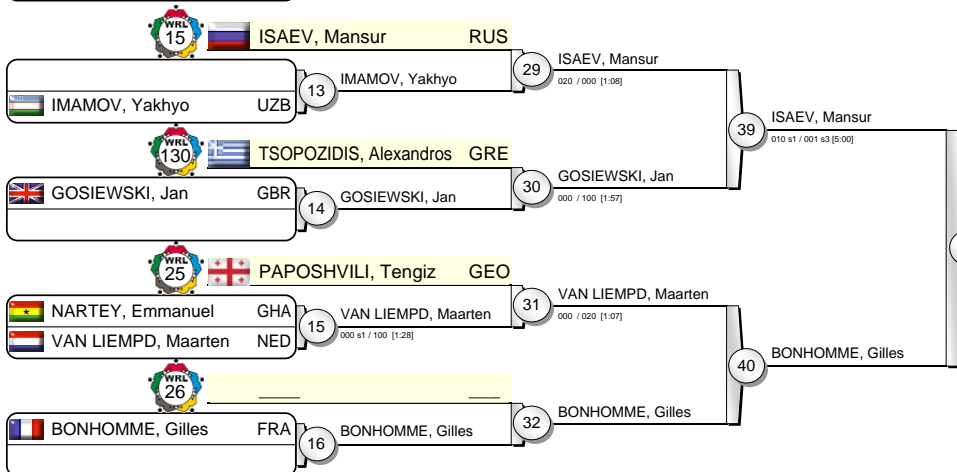 WRL
15
ISAEV, Mansur RUS
IMAMOV, Yakhyo UZB
13
IMAMOV, Yakhyo
29
ISAEV, Mansur
020 / 000 [1:08]
WRL
130
TSOPOZIDIS, Alexandros GRE
GOSIEWSKI, Jan GBR
14
GOSIEWSKI, Jan
30
GOSIEWSKI, Jan
000 / 100 [1:57]
39
ISAEV, Mansur
010 s1 / 001 s3 [5:00]
WRL
25
PAPOSHVILI, Tengiz GEO
NARTEY, Emmanuel GHA
VAN LIEMPD, Maarten NED
15
VAN LIEMPD, Maarten
000 s1 / 100 [1:28]
31
VAN LIEMPD, Maarten
000 / 020 [1:07]
WRL
26
_____ ____
BONHOMME, Gilles FRA
16
BONHOMME, Gilles
32
BONHOMME, Gilles
40
BONHOMME, Gilles